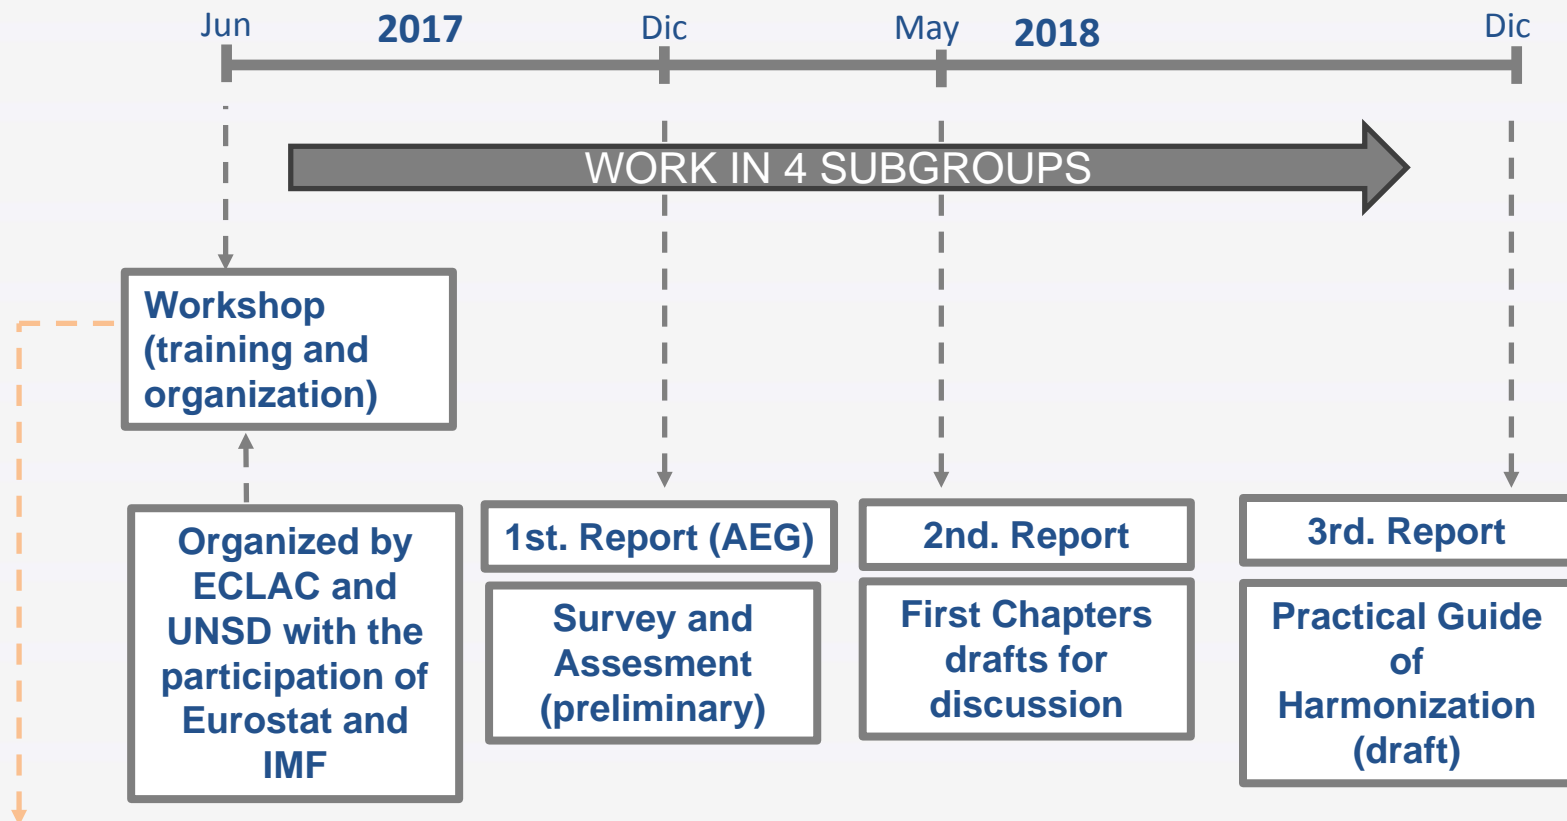 Jun
2017
Dic
May
2018
Dic
WORK IN 4 SUBGROUPS
Workshop
(training and
organization)
Organized by
ECLAC and
UNSD with the
participation of
Eurostat and
IMF
1st. Report (AEG)
Survey and
Assesment
(preliminary)
2nd. Report
First Chapters
drafts for
discussion
3rd. Report
Practical Guide
of
Harmonization
(draft)